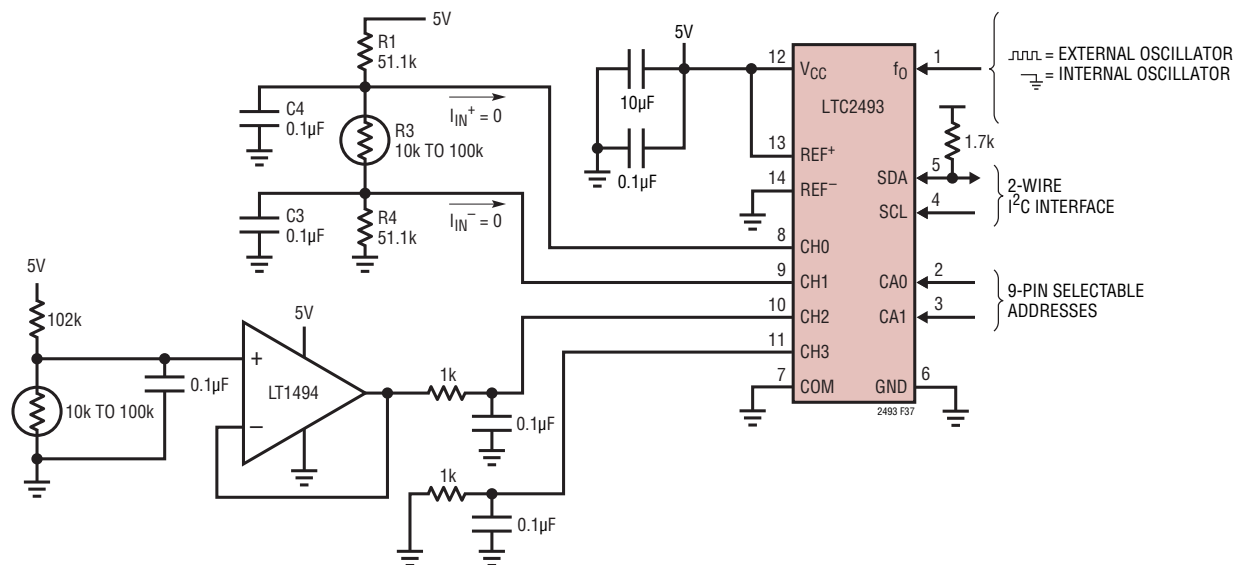 5V
R1
51.1k
C4
0.1µF
I_IN⁺ = 0
R3
10k TO 100k
C3
0.1µF
R4
51.1k
I_IN⁻ = 0
5V
10µF
0.1µF
12
V_CC
13
REF⁺
14
REF⁻
8
CH0
9
CH1
10
CH2
11
CH3
7
COM
LTC2493
1
f_O
5
SDA
4
SCL
2
CA0
3
CA1
6
GND
2493 F37
= EXTERNAL OSCILLATOR
= INTERNAL OSCILLATOR
1.7k
2-WIRE
I²C INTERFACE
9-PIN SELECTABLE
ADDRESSES
5V
102k
10k TO 100k
0.1µF
5V
+
LT1494
−
1k
0.1µF
1k
0.1µF